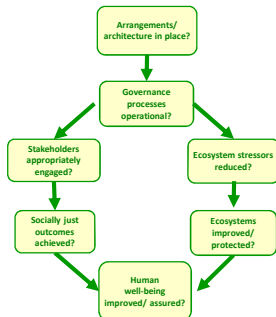 Arrangements/
architecture in place?
Governance
processes
operational?
Stakeholders
appropriately
engaged?
Ecosystem stressors
reduced?
Socially just
outcomes
achieved?
Ecosystems
improved/
protected?
Human
well-being
improved/ assured?